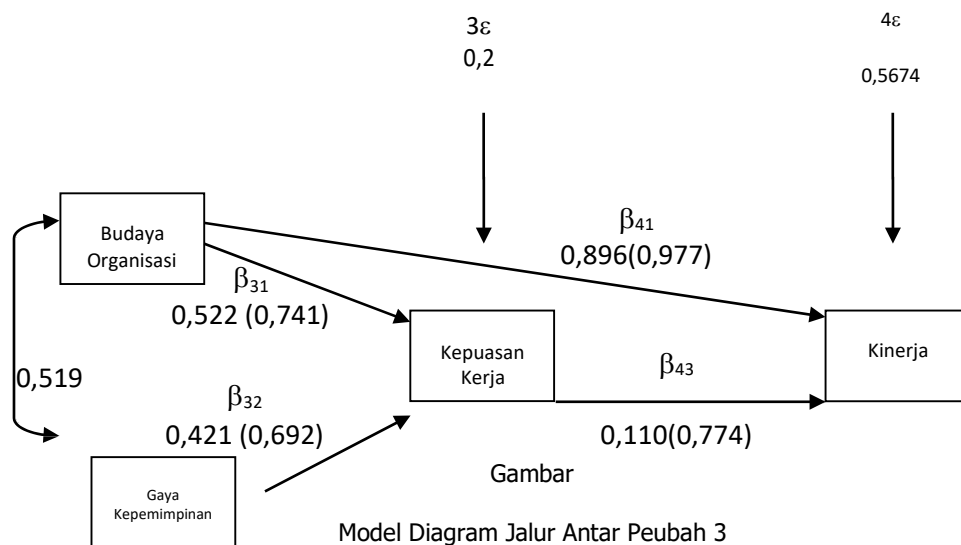 3ε
0,2
4ε
0,5674
Budaya
Organisasi
β41
0,896(0,977)
β31
0,522 (0,741)
Kepuasan
Kerja
Kinerja
β43
0,519
β32
0,421 (0,692)
0,110(0,774)
Gambar
Gaya
Kepemimpinan
Model Diagram Jalur Antar Peubah 3